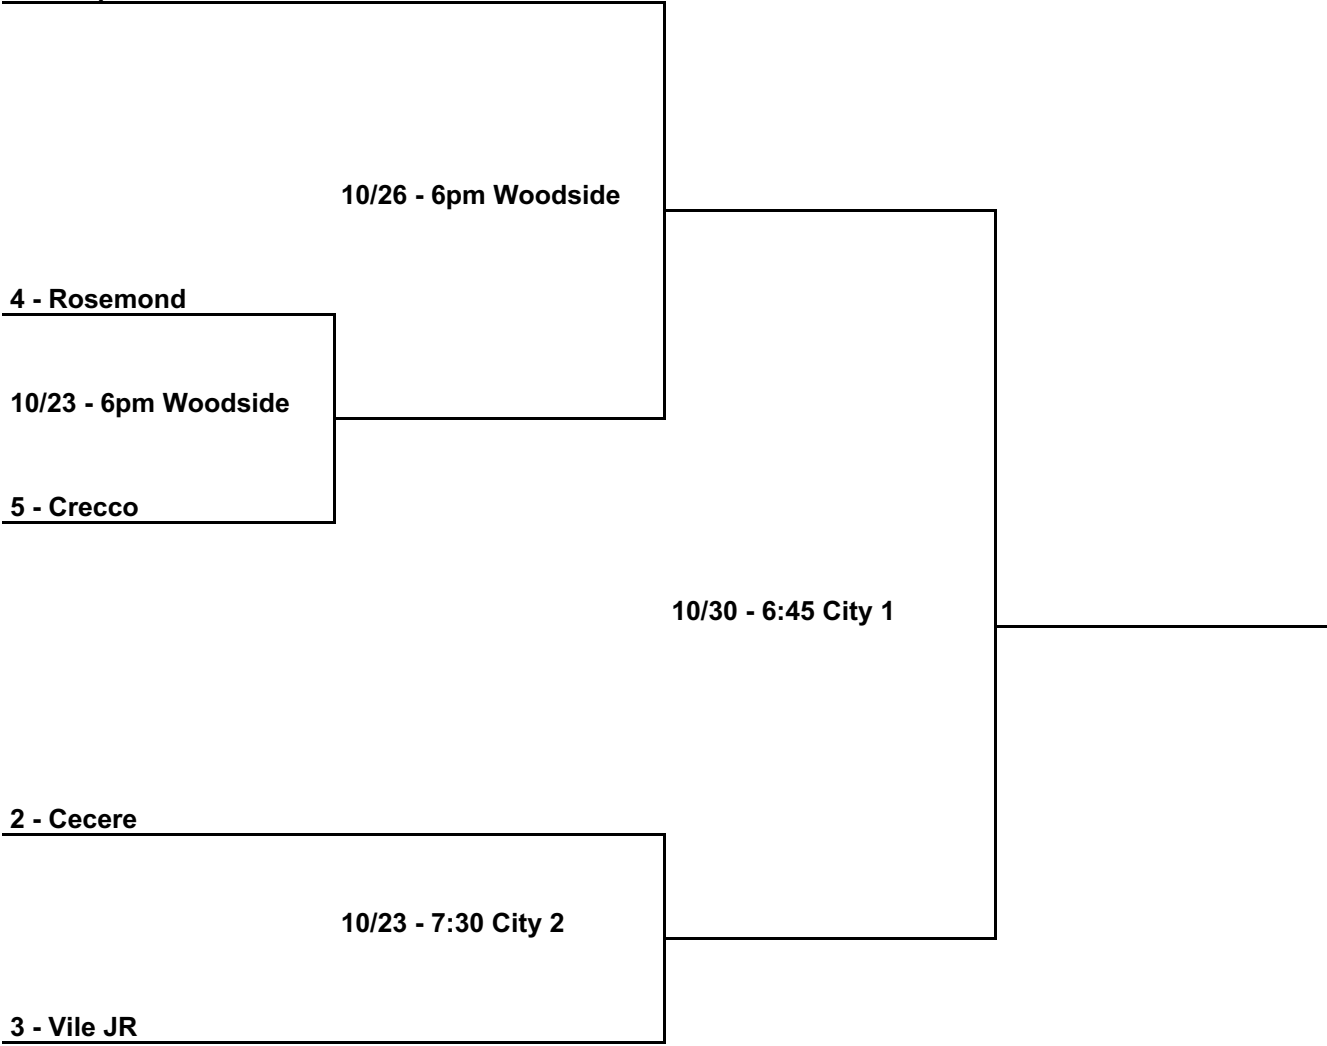 10/26 - 6pm Woodside
4 - Rosemond
10/23 - 6pm Woodside
5 - Crecco
10/30 - 6:45 City 1
2 - Cecere
10/23 - 7:30 City 2
3 - Vile JR